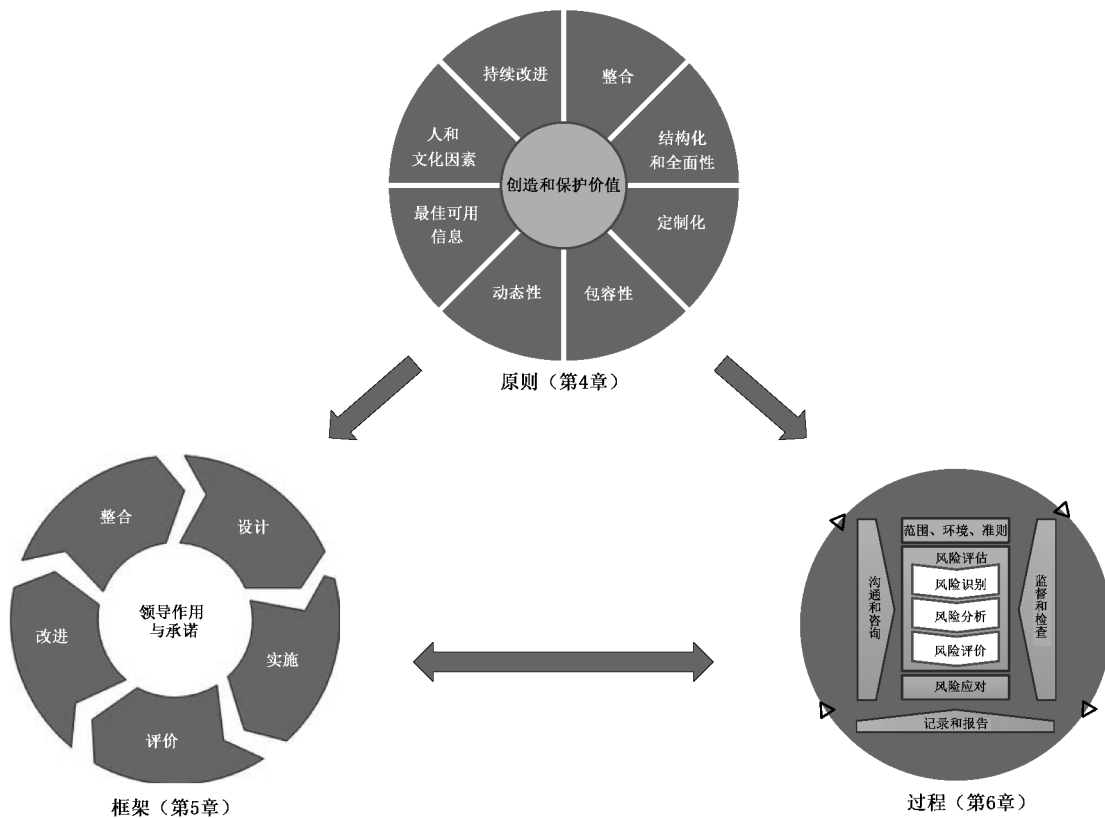 持续改进
整合
人和
文化因素
结构化
和全面性
创造和保护价值
最佳可用
信息
定制化
动态性
包容性
原则（第4章）
整合
设计
改进
领导作用
与承诺
实施
评价
框架（第5章）
范围、环境、准则
风险评估
风险识别
风险分析
风险评价
沟通和咨询
监督和检查
风险应对
记录和报告
过程（第6章）